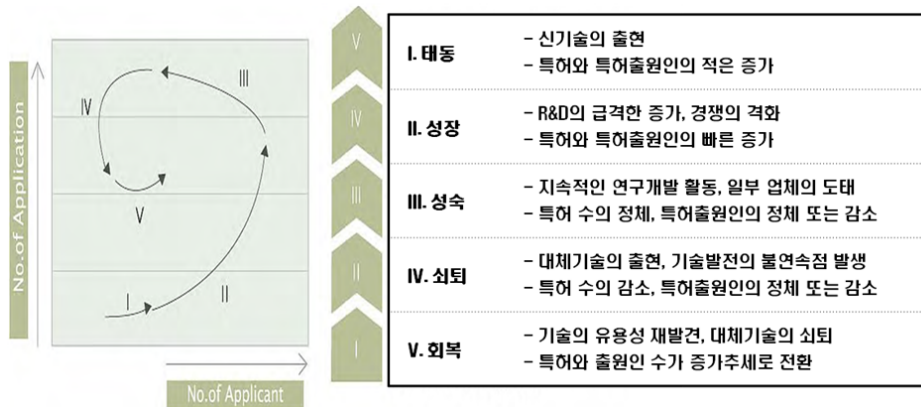 No.of Application
I
II
III
IV
V
No.of Applicant
V
IV
III
II
I
I. 태동
- 신기술의 출현
- 특허와 특허출원인의 적은 증가
II. 성장
- R&D의 급격한 증가, 경쟁의 격화
- 특허와 특허출원인의 빠른 증가
III. 성숙
- 지속적인 연구개발 활동, 일부 업체의 도태
- 특허 수의 정체, 특허출원인의 정체 또는 감소
IV. 쇠퇴
- 대체기술의 출현, 기술발전의 불연속점 발생
- 특허 수의 감소, 특허출원인의 정체 또는 감소
V. 회복
- 기술의 유용성 재발견, 대체기술의 쇠퇴
- 특허와 출원인 수가 증가추세로 전환